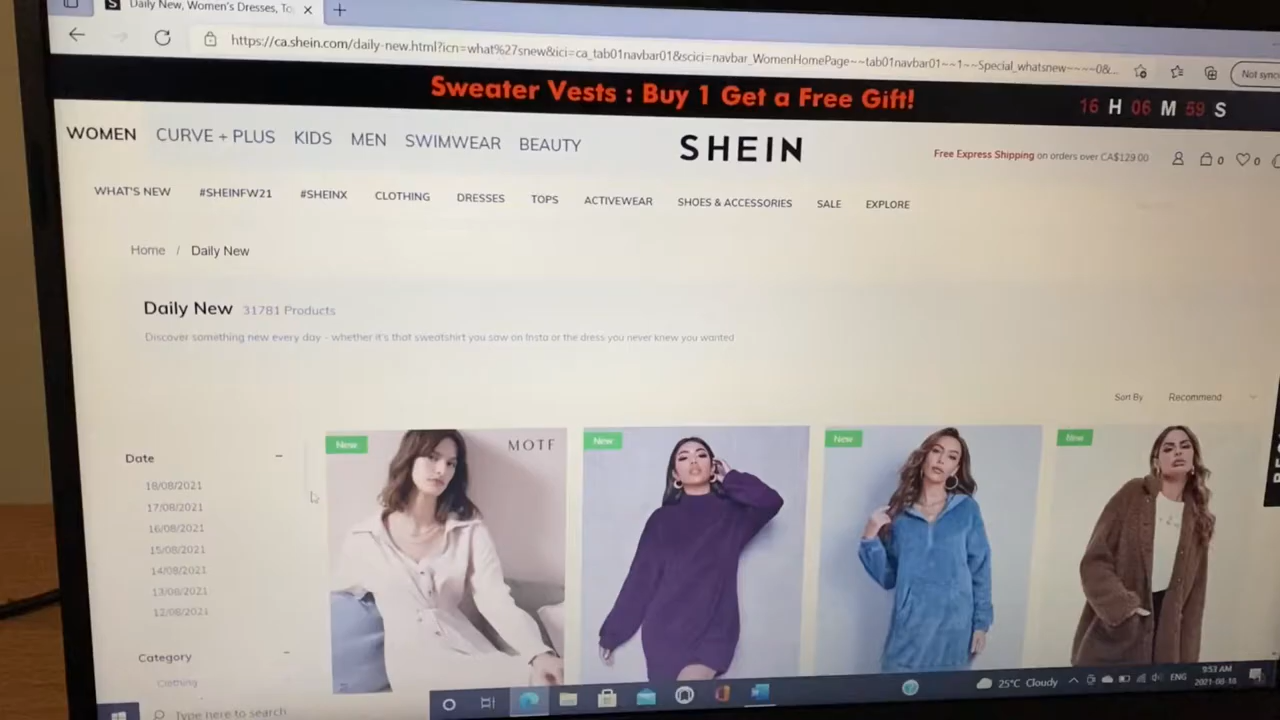 Daily New, Women's Dresses, To
https://ca.shein.com/daily-new.html?icn=what%27snew&ici=ca_tab01navbar01&scici=navbar_WomenHomePage~~tab01navbar01~~1~~Special_whatsnew~~~~0&...
Not sync
Sweater Vests : Buy 1 Get a Free Gift!
16 H 06 M 59 S
WOMEN CURVE + PLUS KIDS MEN SWIMWEAR BEAUTY
SHEIN
Free Express Shipping on orders over CA$129.00
0 0
WHAT'S NEW #SHEINFW21 #SHEINX CLOTHING DRESSES TOPS ACTIVEWEAR SHOES & ACCESSORIES SALE EXPLORE
Home / Daily New
Daily New 31781 Products
Discover something new every day - whether it's that sweatshirt you saw on Insta or the dress you never knew you wanted
Sort By Recommend
Date
18/08/2021
17/08/2021
16/08/2021
15/08/2021
14/08/2021
13/08/2021
12/08/2021
Category
Clothing
New MOTF
New
New
New
Type here to search
25°C Cloudy
ENG
9:53 AM
2021-08-18